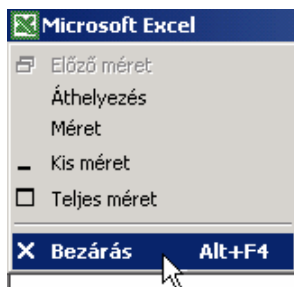 Microsoft Excel
Előző méret
Áthelyezés
Méret
Kis méret
Teljes méret
Bezárás Alt+F4